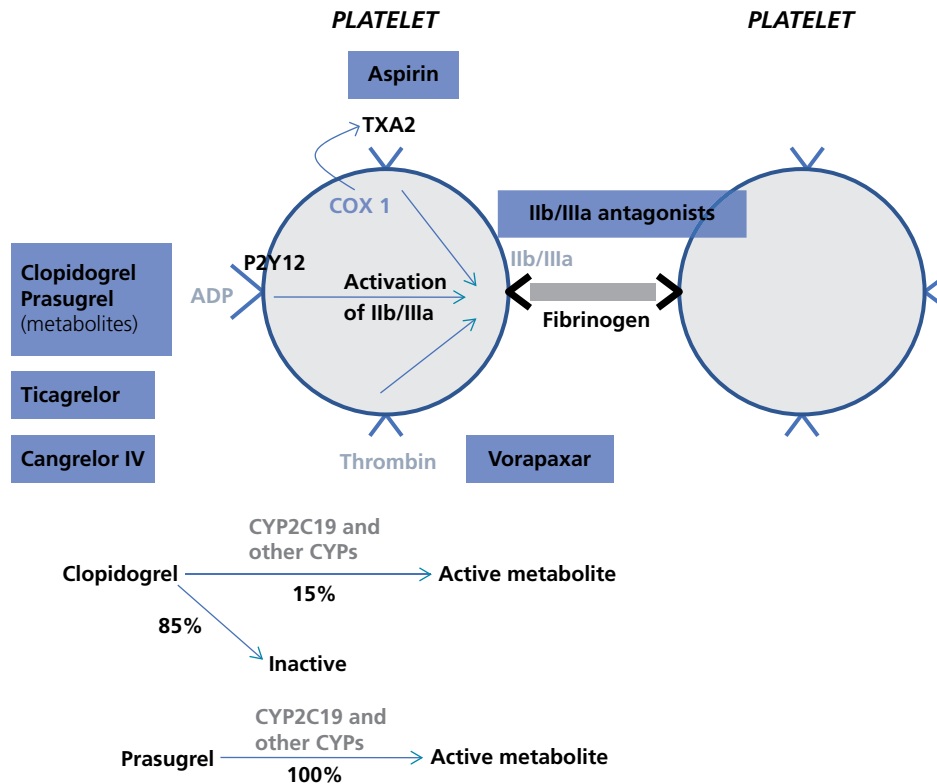 PLATELET
PLATELET
Aspirin
TXA2
COX 1
IIb/IIIa antagonists
P2Y12
IIb/IIIa
Clopidogrel
Prasugrel
(metabolites)
ADP
Activation
of IIb/IIIa
Fibrinogen
Ticagrelor
Cangrelor IV
Thrombin
Vorapaxar
CYP2C19 and
other CYPs
Clopidogrel
Active metabolite
15%
85%
Inactive
CYP2C19 and
other CYPs
Prasugrel
Active metabolite
100%